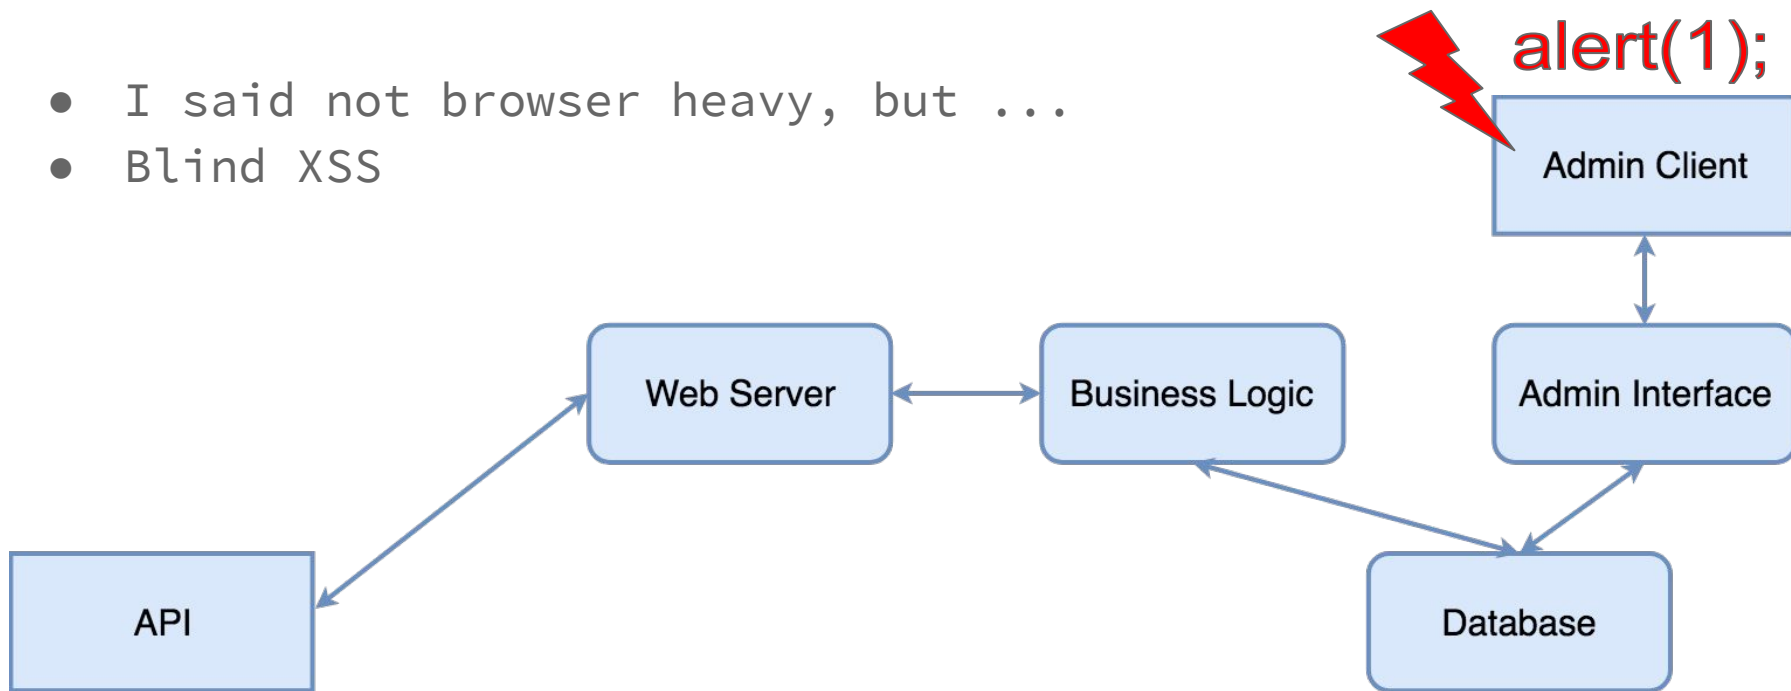 ● I said not browser heavy, but ...
● Blind XSS
alert(1);
Admin Client
Web Server
Business Logic
Admin Interface
API
Database